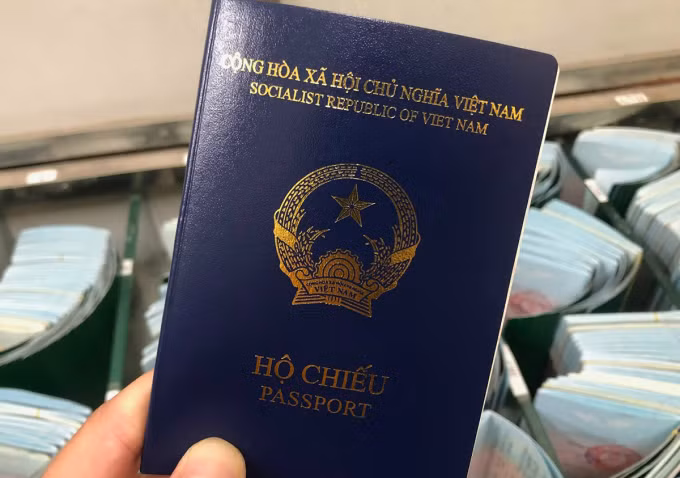 CỘNG HÒA XÃ HỘI CHỦ NGHĨA VIỆT NAM
SOCIALIST REPUBLIC OF VIET NAM
VIỆT NAM
HỘ CHIẾU
PASSPORT